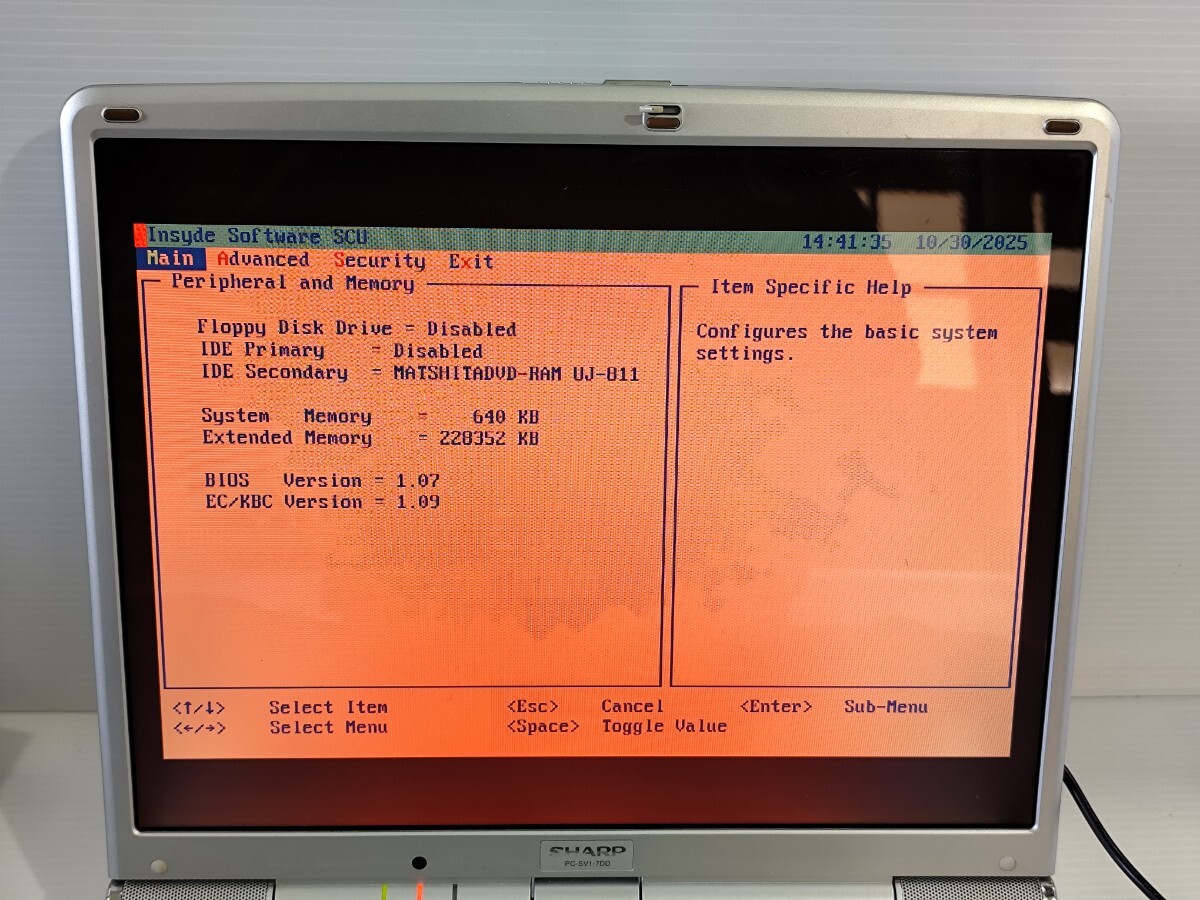 Insyde Software SCU 14:41:35 10/30/2025
Main Advanced Security Exit
Peripheral and Memory
Floppy Disk Drive = Disabled
IDE Primary = Disabled
IDE Secondary = MATSHITADVD-RAM UJ-811
System Memory = 640 KB
Extended Memory = 228352 KB
BIOS Version = 1.07
EC/KBC Version = 1.09
Item Specific Help
Configures the basic system
settings.
<↑/↓> Select Item <Esc> Cancel <Enter> Sub-Menu
<←/→> Select Menu <Space> Toggle Value
SHARP
PC-SV1-7DD